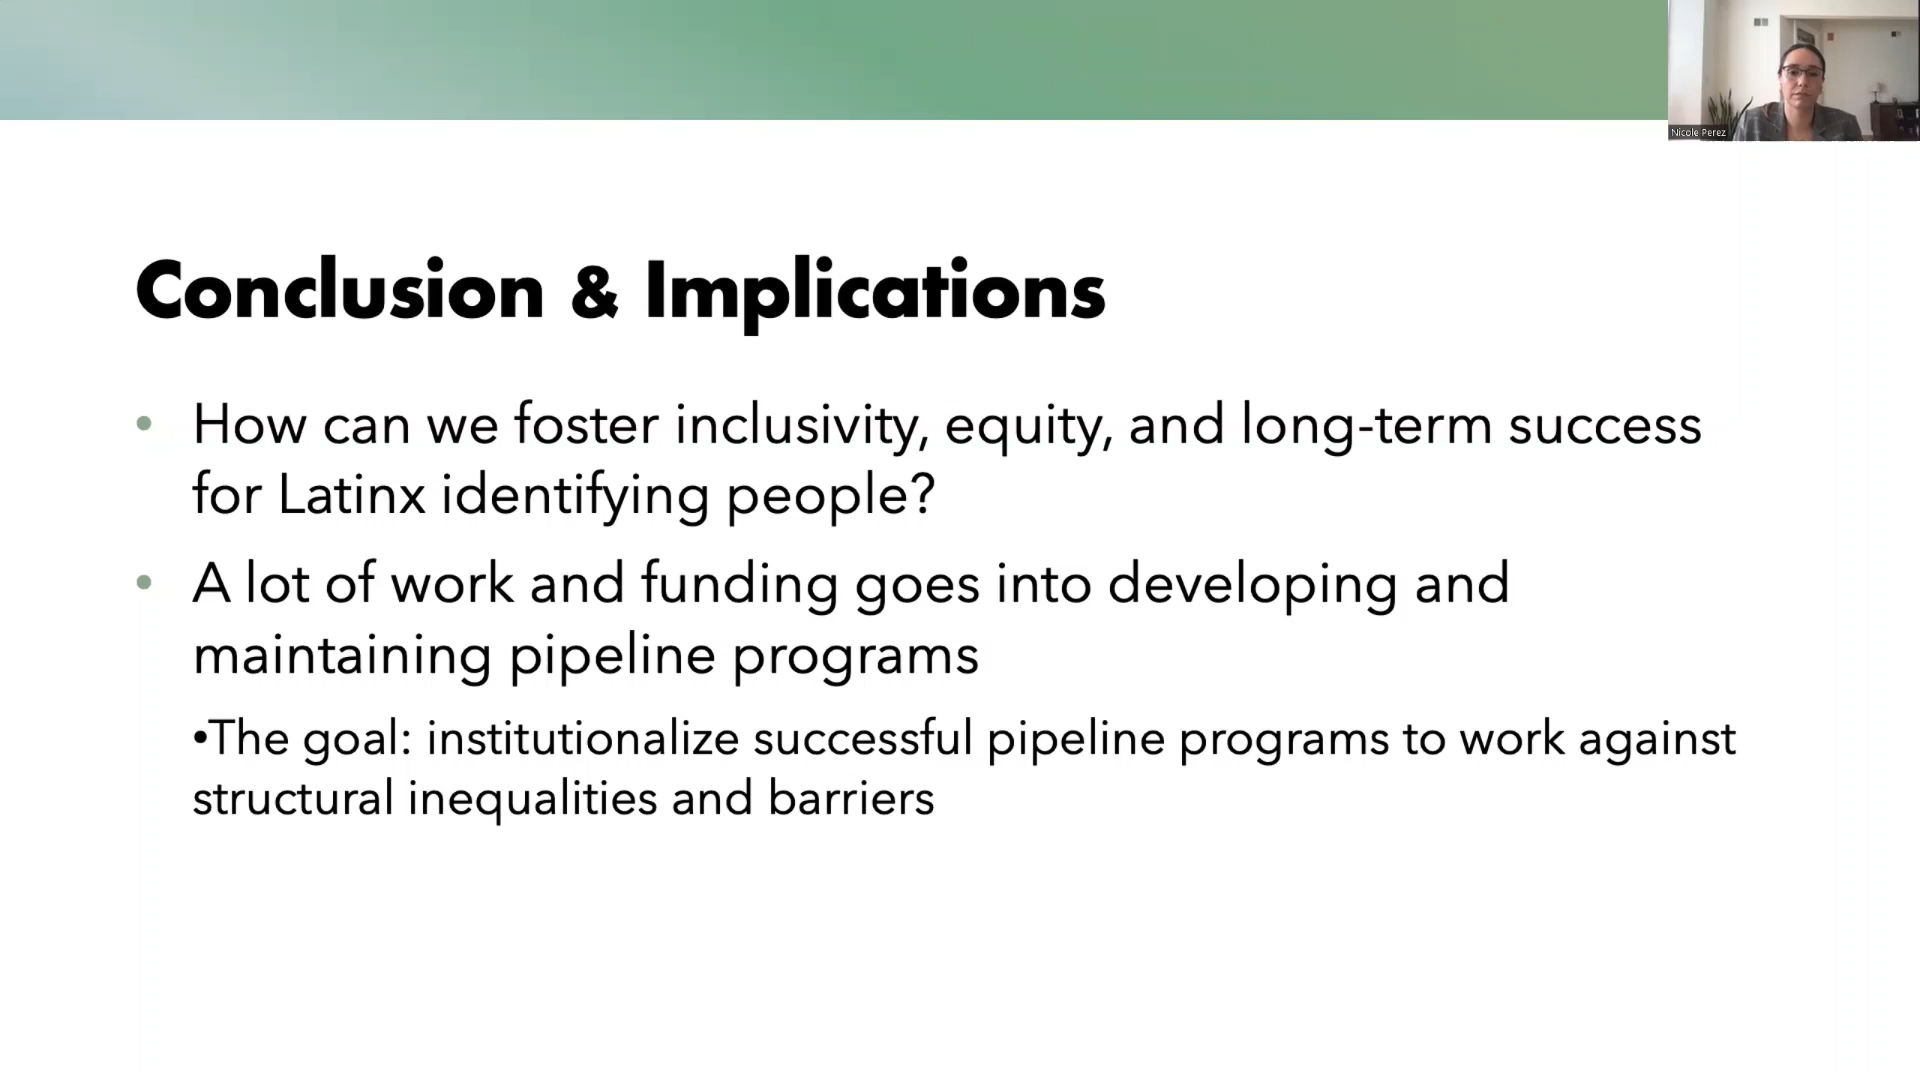 Nicole Perez
Conclusion & Implications
• How can we foster inclusivity, equity, and long-term success
for Latinx identifying people?
• A lot of work and funding goes into developing and
maintaining pipeline programs
•The goal: institutionalize successful pipeline programs to work against
structural inequalities and barriers